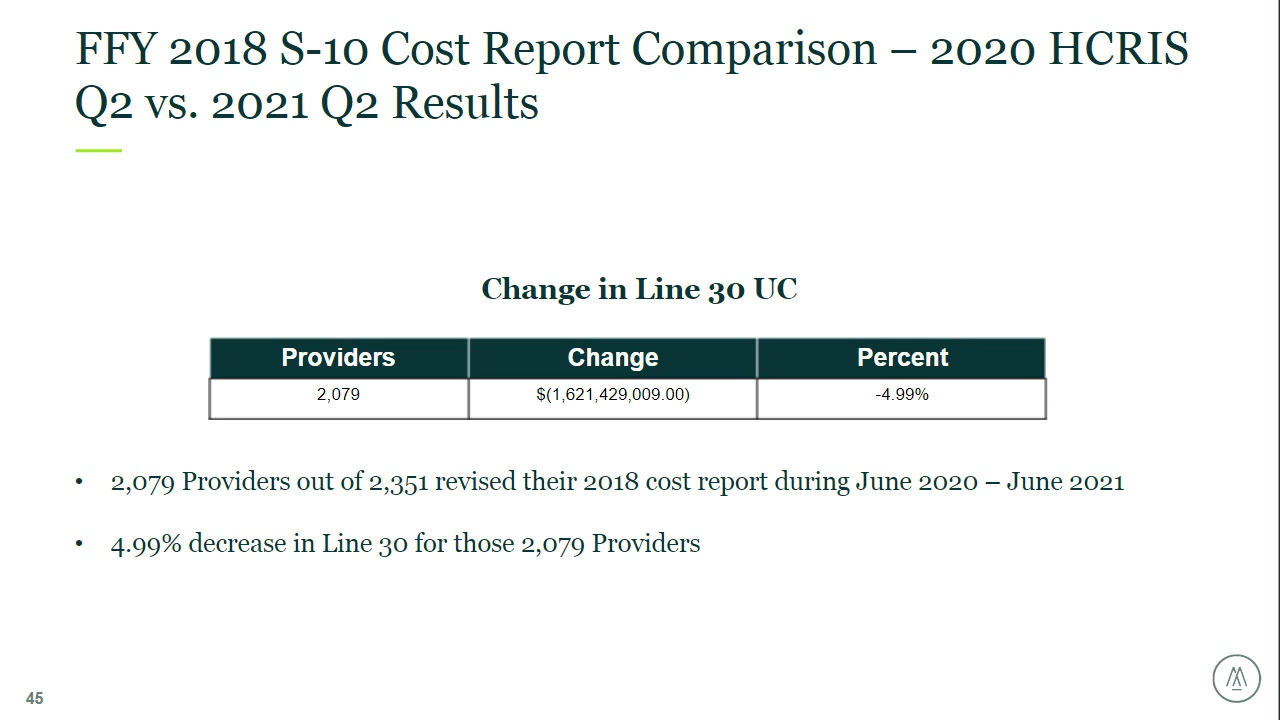 FFY 2018 S-10 Cost Report Comparison – 2020 HCRIS
Q2 vs. 2021 Q2 Results
Change in Line 30 UC
Providers Change Percent
2,079 $(1,621,429,009.00) -4.99%
• 2,079 Providers out of 2,351 revised their 2018 cost report during June 2020 – June 2021
• 4.99% decrease in Line 30 for those 2,079 Providers
45